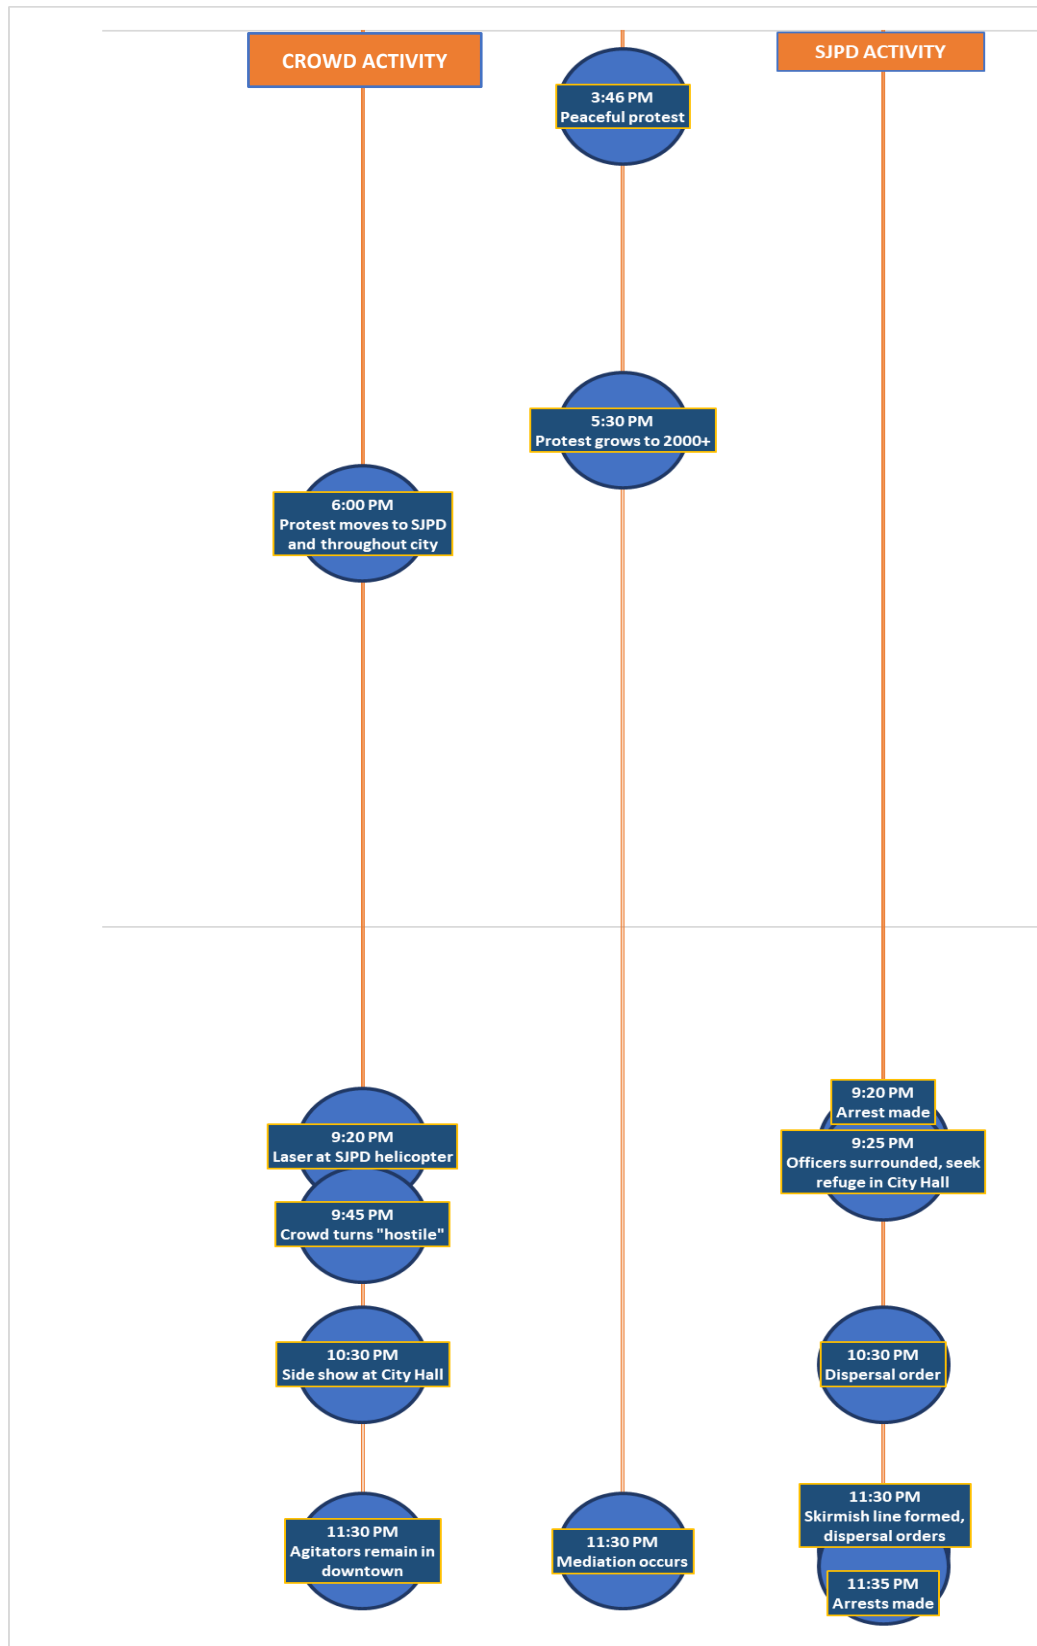 CROWD ACTIVITY
SJPD ACTIVITY
3:46 PM
Peaceful protest
5:30 PM
Protest grows to 2000+
6:00 PM
Protest moves to SJPD
and throughout city
9:20 PM
Laser at SJPD helicopter
9:20 PM
Arrest made
9:25 PM
Officers surrounded, seek
refuge in City Hall
9:45 PM
Crowd turns "hostile"
10:30 PM
Side show at City Hall
10:30 PM
Dispersal order
11:30 PM
Agitators remain in
downtown
11:30 PM
Mediation occurs
11:30 PM
Skirmish line formed,
dispersal orders
11:35 PM
Arrests made